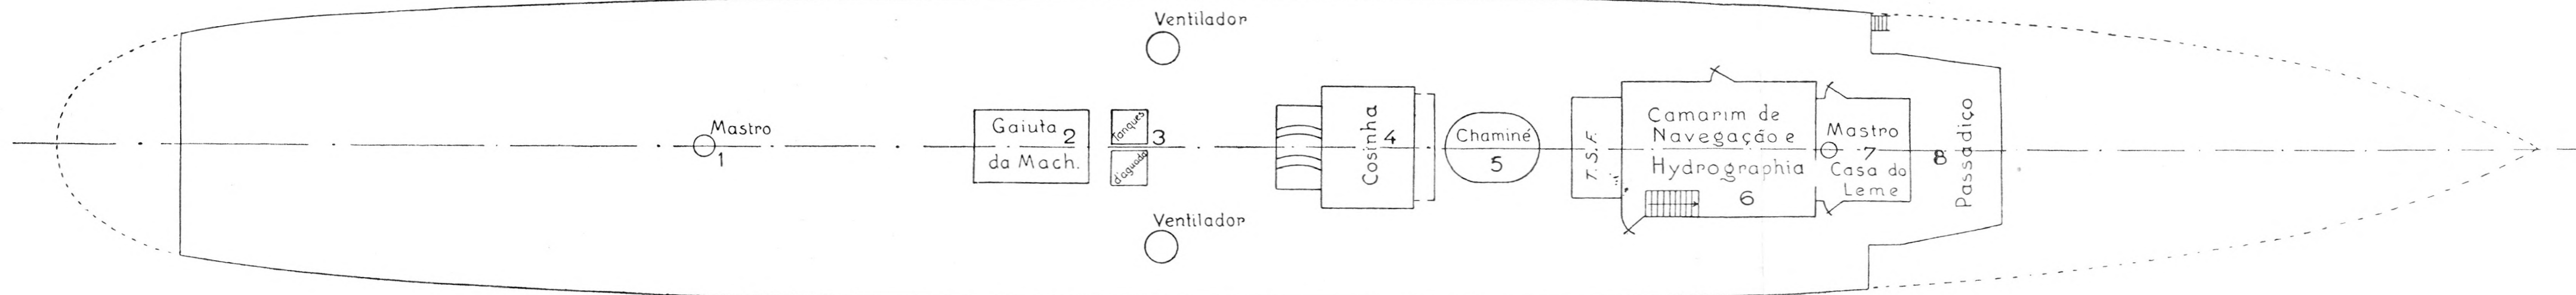 Ventilador
Mastro
1
Gaiuta 2
da Mach.
Tanques
d'aguada
3
Ventilador
Cosinha
4
Chaminé
5
T.S.F.
Camarim de
Navegação e
Hydrographia
6
Mastro
7
Casa do
Leme
8
Passadiço